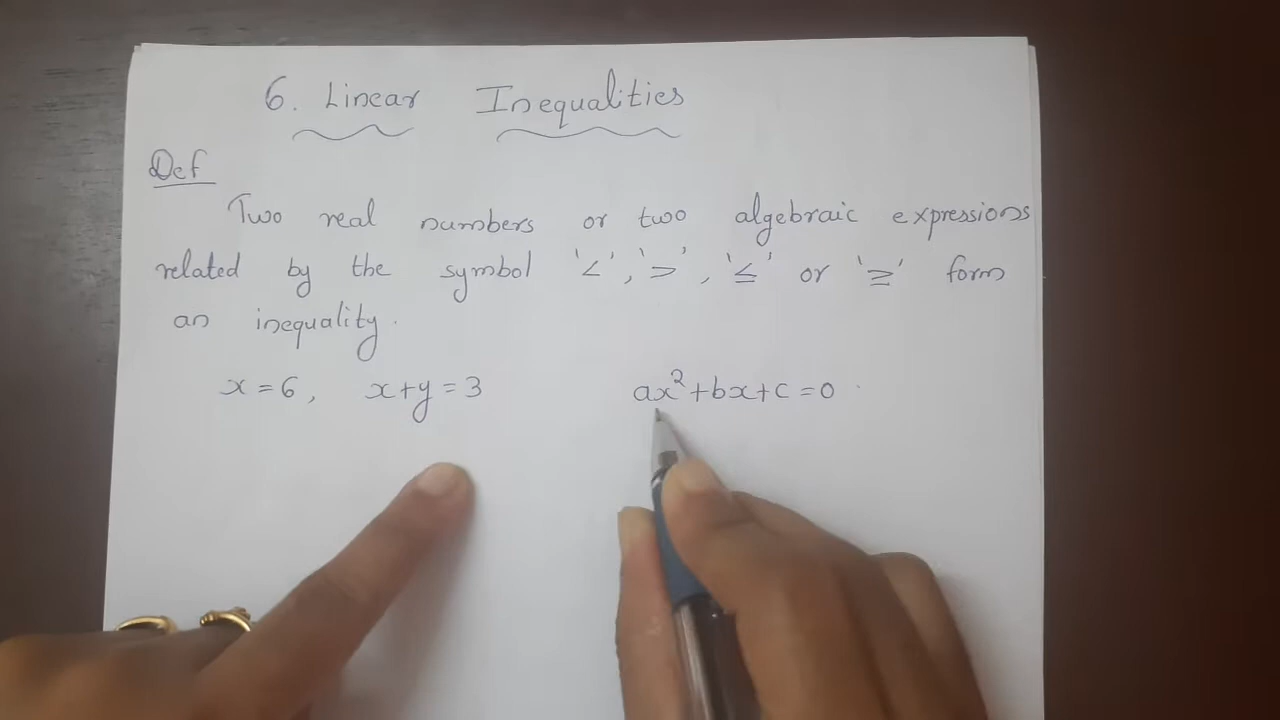 6. Linear Inequalities
Def
Two real numbers or two algebraic expressions
related by the symbol '<', '>', '≤' or '≥' form
an inequality.
x = 6, x+y = 3 ax²+bx+c = 0